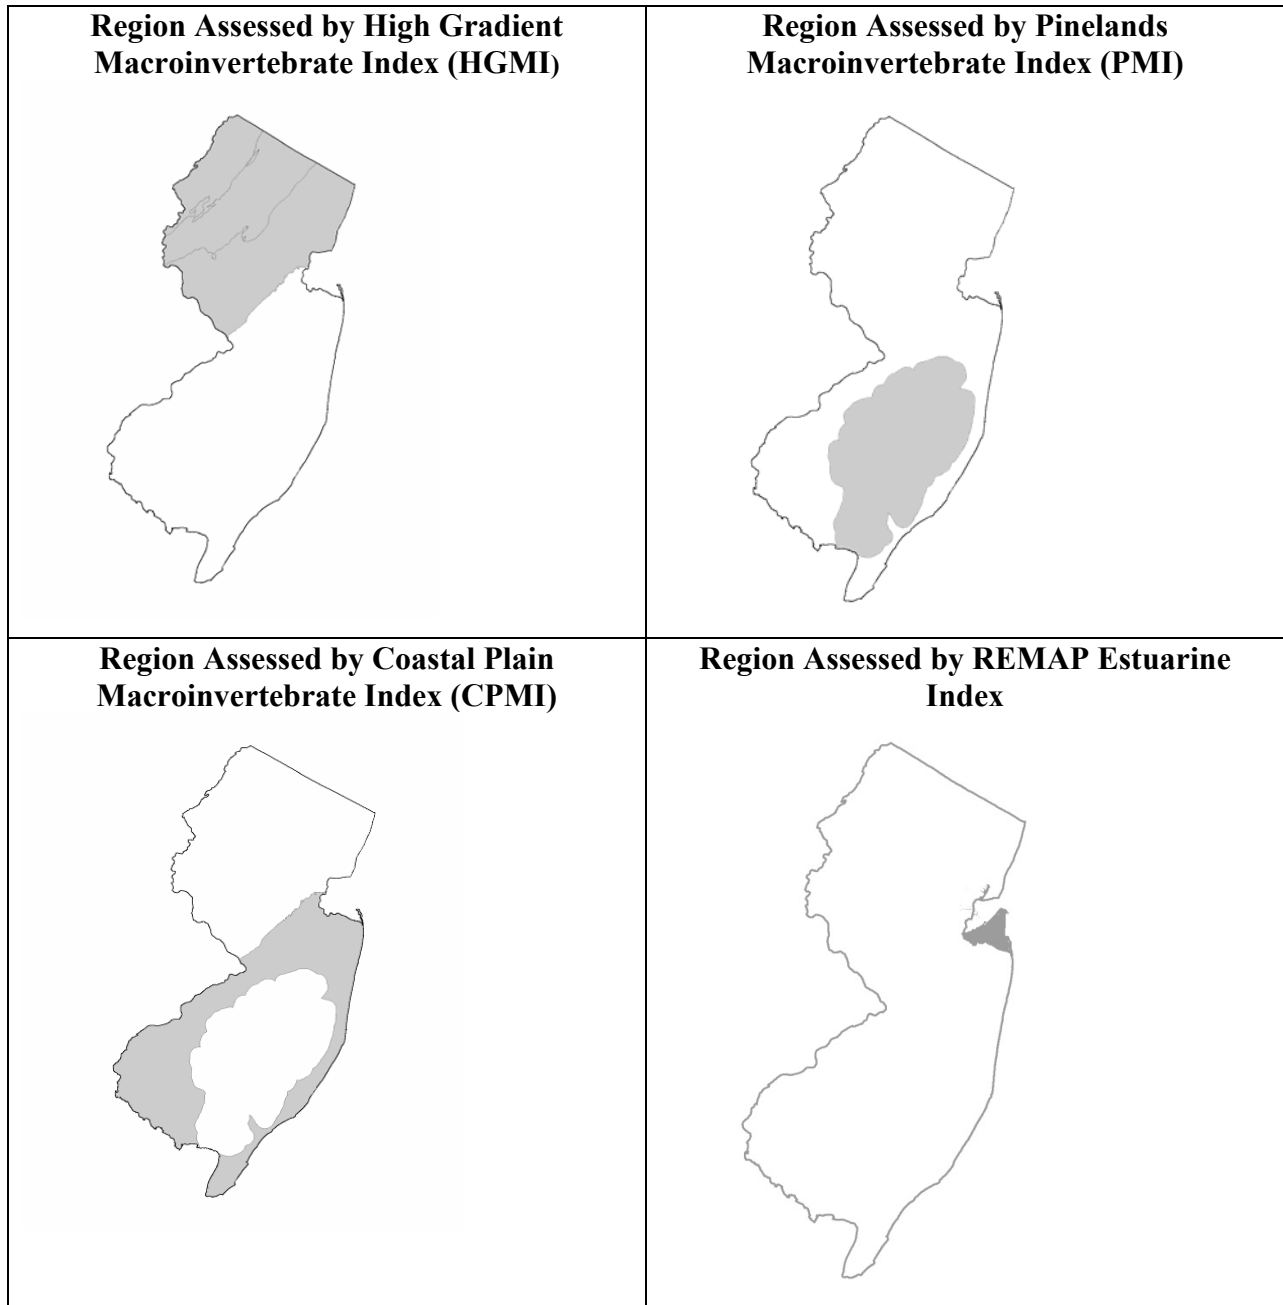 Region Assessed by High Gradient
Macroinvertebrate Index (HGMI)
Region Assessed by Pinelands
Macroinvertebrate Index (PMI)
Region Assessed by Coastal Plain
Macroinvertebrate Index (CPMI)
Region Assessed by REMAP Estuarine
Index